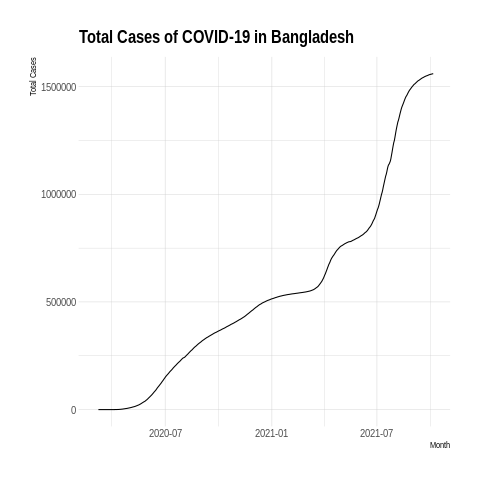 Total Cases of COVID-19 in Bangladesh
Total Cases
1500000
1000000
500000
0
2020-07 2021-01 2021-07
Month